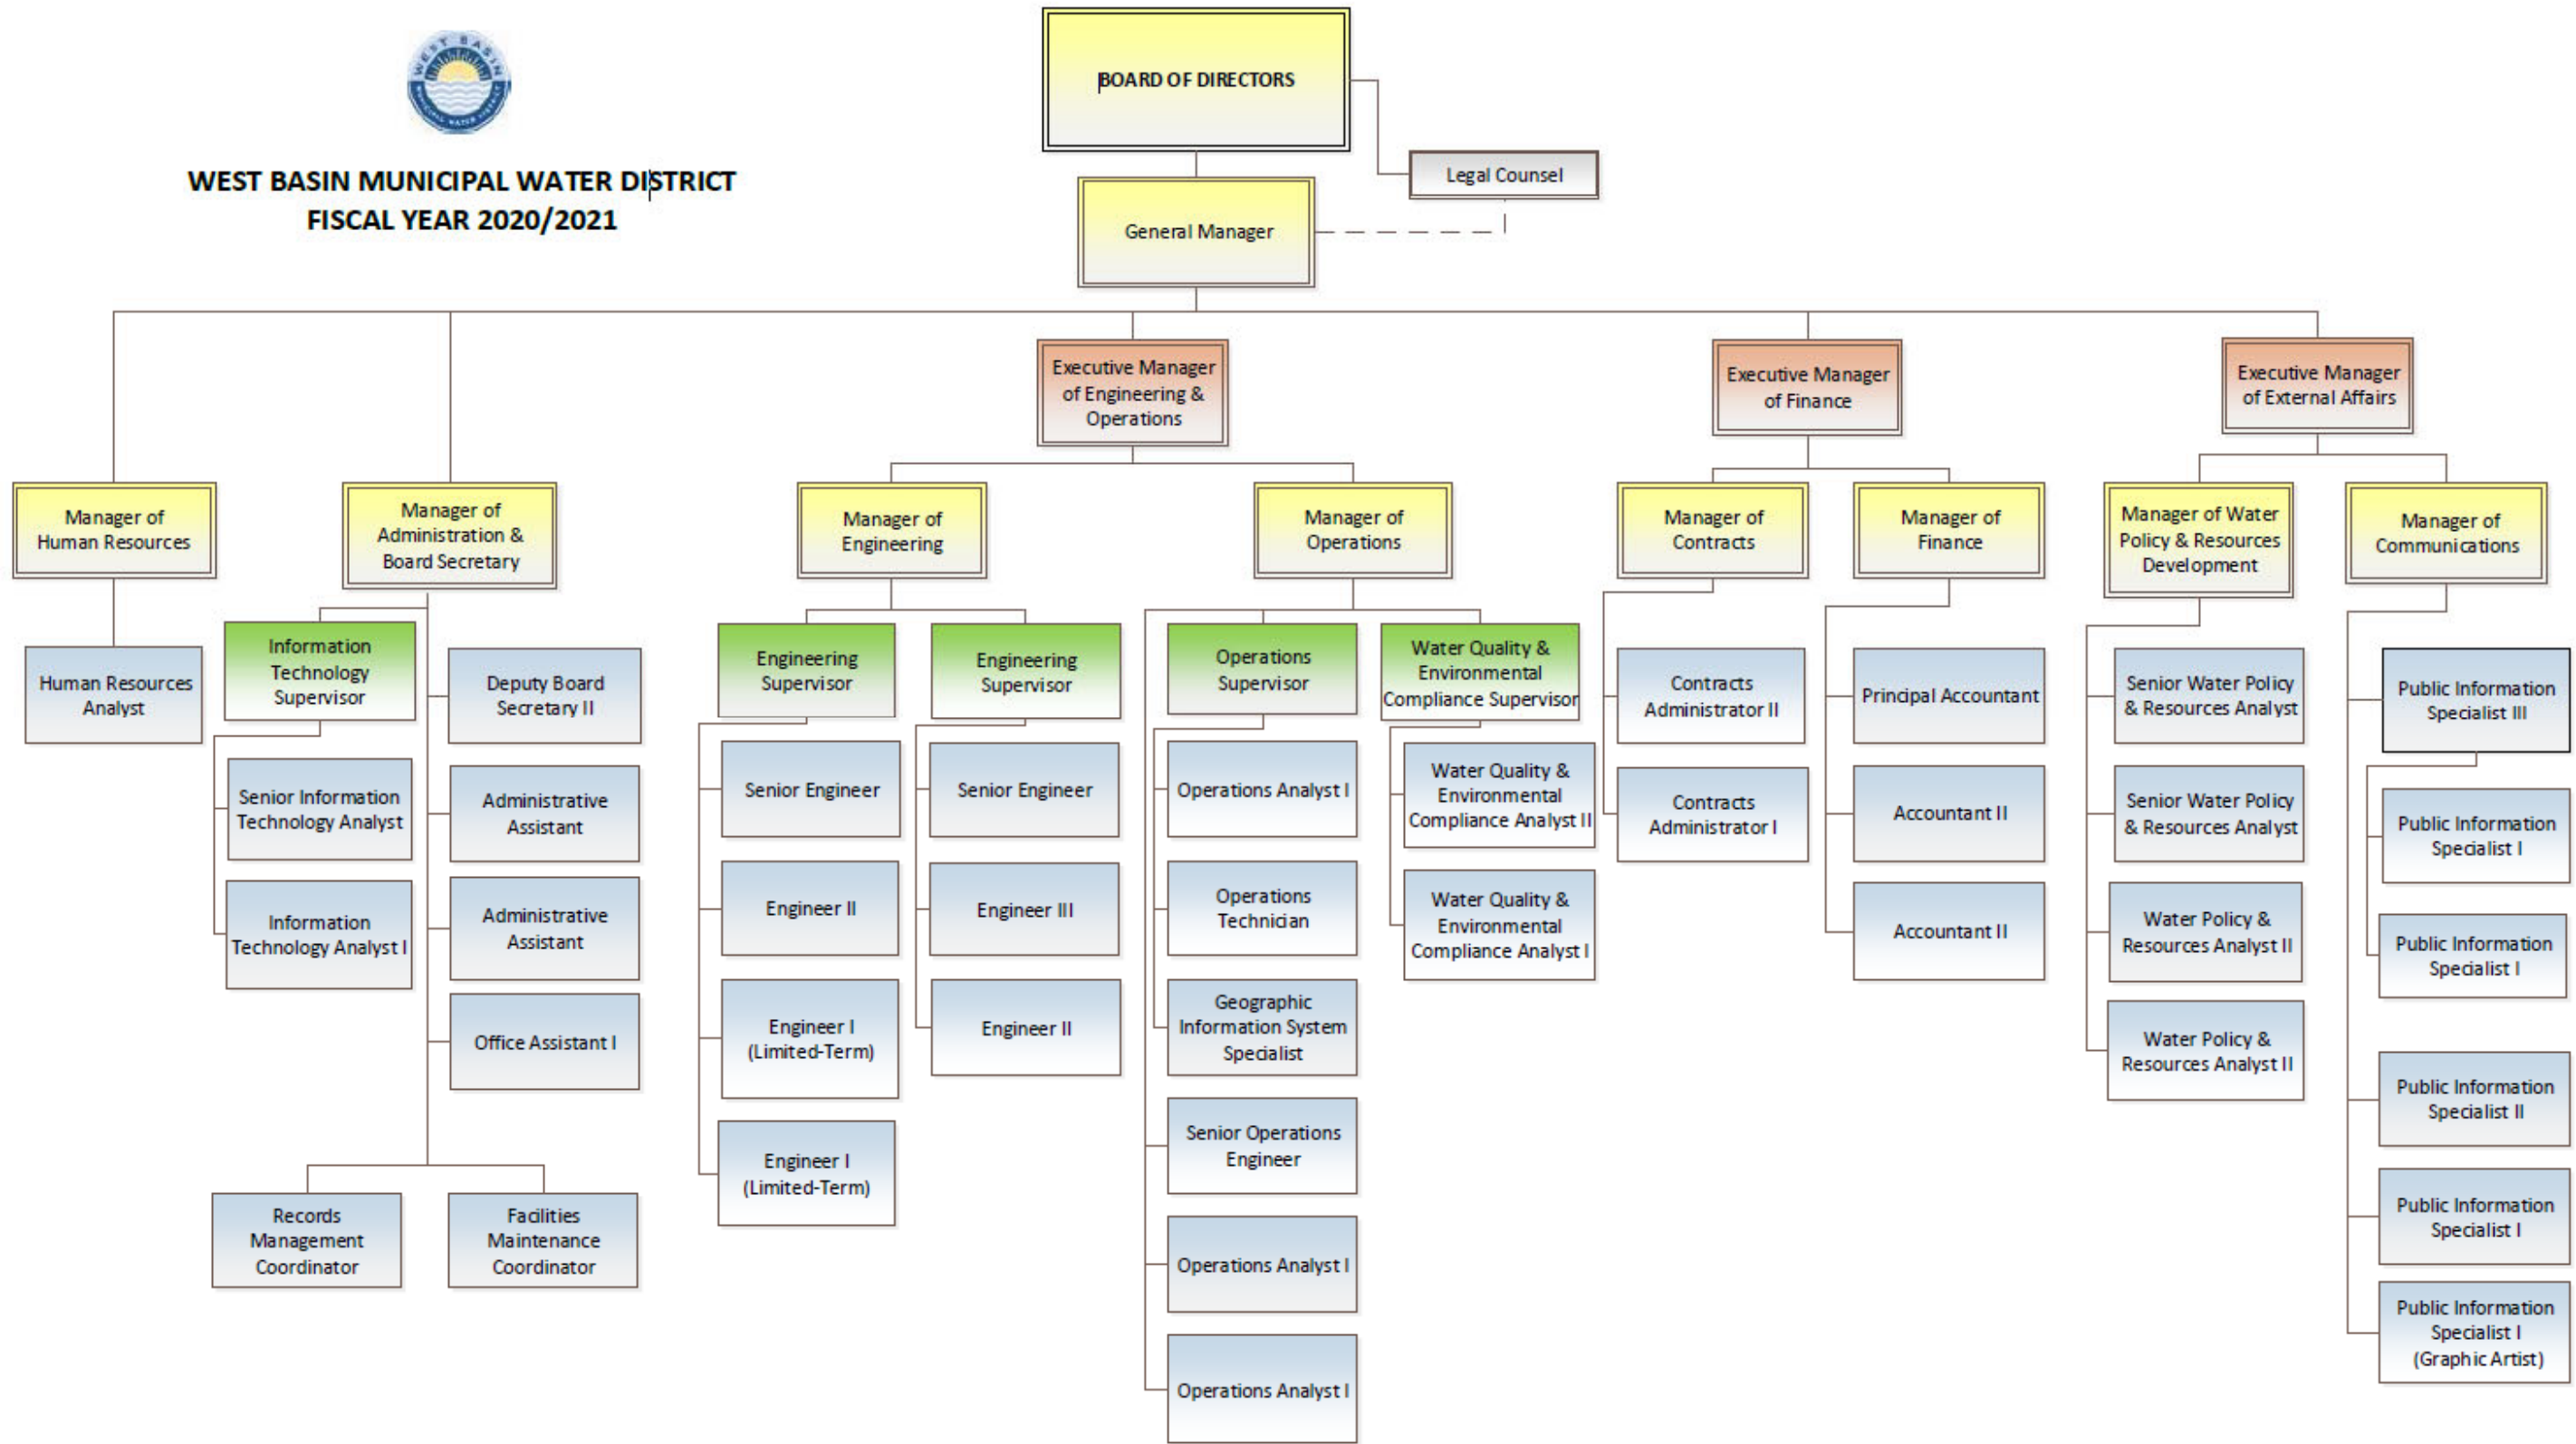 WEST BASIN
MUNICIPAL WATER DISTRICT
WEST BASIN MUNICIPAL WATER DISTRICT
FISCAL YEAR 2020/2021
BOARD OF DIRECTORS
Legal Counsel
General Manager
Executive Manager
of Engineering &
Operations
Executive Manager
of Finance
Executive Manager
of External Affairs
Manager of
Human Resources
Manager of
Administration &
Board Secretary
Manager of
Engineering
Manager of
Operations
Manager of
Contracts
Manager of
Finance
Manager of Water
Policy & Resources
Development
Manager of
Communications
Human Resources
Analyst
Information
Technology
Supervisor
Senior Information
Technology Analyst
Information
Technology Analyst I
Deputy Board
Secretary II
Administrative
Assistant
Administrative
Assistant
Office Assistant I
Records
Management
Coordinator
Facilities
Maintenance
Coordinator
Engineering
Supervisor
Senior Engineer
Engineer II
Engineer I
(Limited-Term)
Engineer I
(Limited-Term)
Engineering
Supervisor
Senior Engineer
Engineer III
Engineer II
Operations
Supervisor
Operations Analyst I
Operations
Technician
Geographic
Information System
Specialist
Senior Operations
Engineer
Operations Analyst I
Operations Analyst I
Water Quality &
Environmental
Compliance Supervisor
Water Quality &
Environmental
Compliance Analyst II
Water Quality &
Environmental
Compliance Analyst I
Contracts
Administrator II
Contracts
Administrator I
Principal Accountant
Accountant II
Accountant II
Senior Water Policy
& Resources Analyst
Senior Water Policy
& Resources Analyst
Water Policy &
Resources Analyst II
Water Policy &
Resources Analyst II
Public Information
Specialist III
Public Information
Specialist I
Public Information
Specialist I
Public Information
Specialist II
Public Information
Specialist I
Public Information
Specialist I
(Graphic Artist)